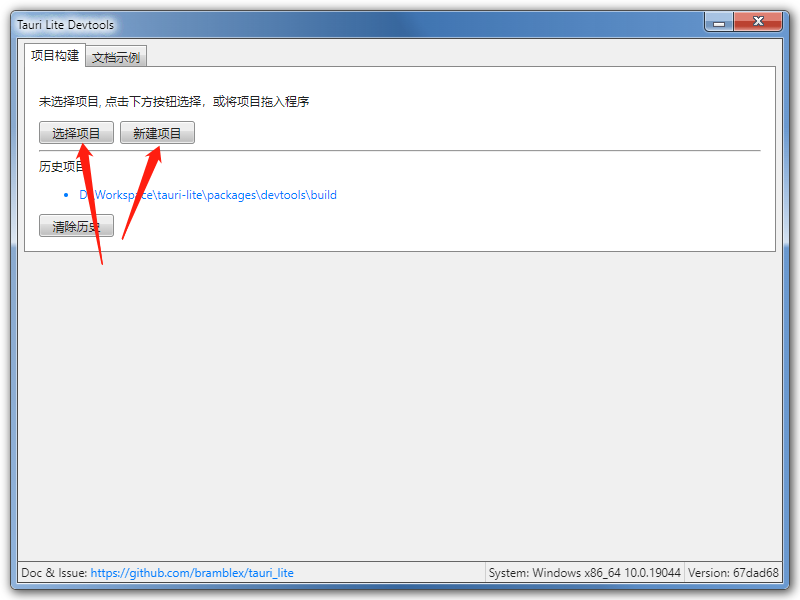 Tauri Lite Devtools
项目构建 文档示例
未选择项目, 点击下方按钮选择，或将项目拖入程序
选择项目 新建项目
历史项目
D:\Workspace\tauri-lite\packages\devtools\build
清除历史
Doc & Issue: https://github.com/bramblex/tauri_lite System: Windows x86_64 10.0.19044 Version: 67dad68